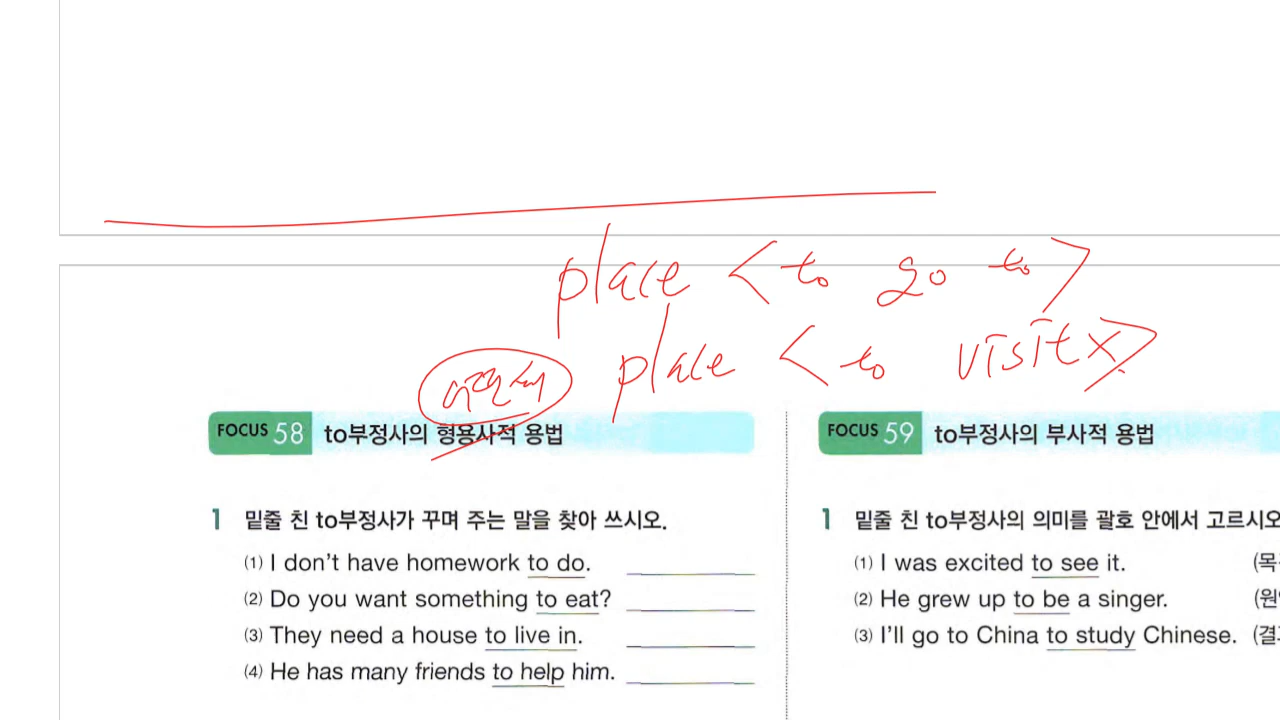 place < to go to >
place < to visit x >
FOCUS 58 to부정사의 형용사적 용법
1 밑줄 친 to부정사가 꾸며 주는 말을 찾아 쓰시오.
(1) I don't have homework to do.
(2) Do you want something to eat?
(3) They need a house to live in.
(4) He has many friends to help him.
FOCUS 59 to부정사의 부사적 용법
1 밑줄 친 to부정사의 의미를 괄호 안에서 고르시오
(1) I was excited to see it. (목
(2) He grew up to be a singer. (원
(3) I'll go to China to study Chinese. (결